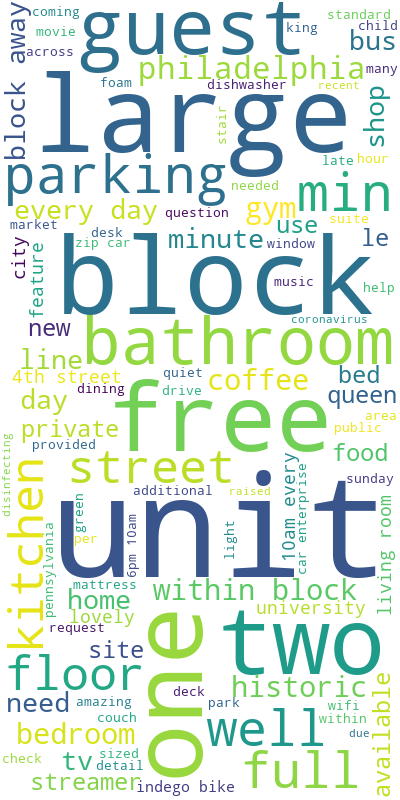 coming
movie
across
block away
guest
king
child
standard
bus
many
philadelphia
foam
dishwasher
recent
large
stair
shop
late
hour
parking
needed
min
every day
question
gym
suite
market
desk
zip car
minute
use
window
le
city
feature
block
music
help
new
coronavirus
bathroom
line
4th street
quiet
coffee
bed
queen
dining
drive
day
free
area
public
private
provided
street
food
disinfecting
kitchen
additional
raised
10am every
car enterprise
sunday
unit
green
per
6pm 10am
light
living room
pennsylvania
mattress
within block
home
lovely
university
request
one
two
site
floor
deck
park
historic
need
amazing
couch
well
wifi
within
available
bedroom
due
tv
sized
detail
check
streamer
indego bike
full